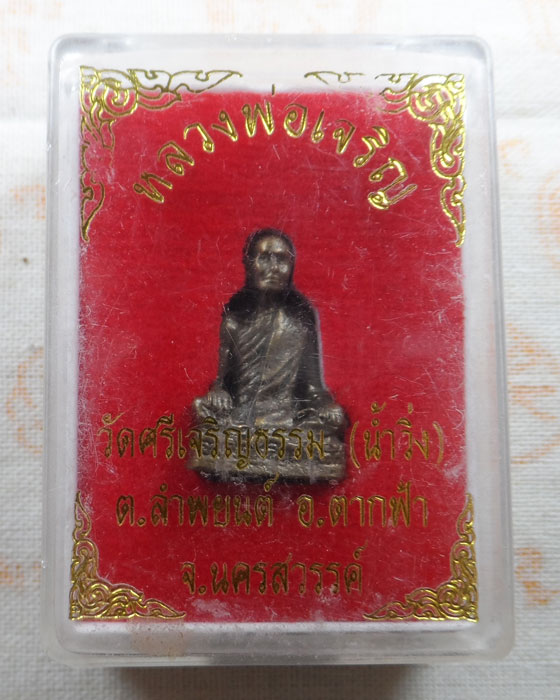 หลวงพ่อเจริญ
วัดศรีเจริญธรรม (น้ำวิ่ง)
ต.ลำพยนต์ อ.ตากฟ้า
จ.นครสวรรค์